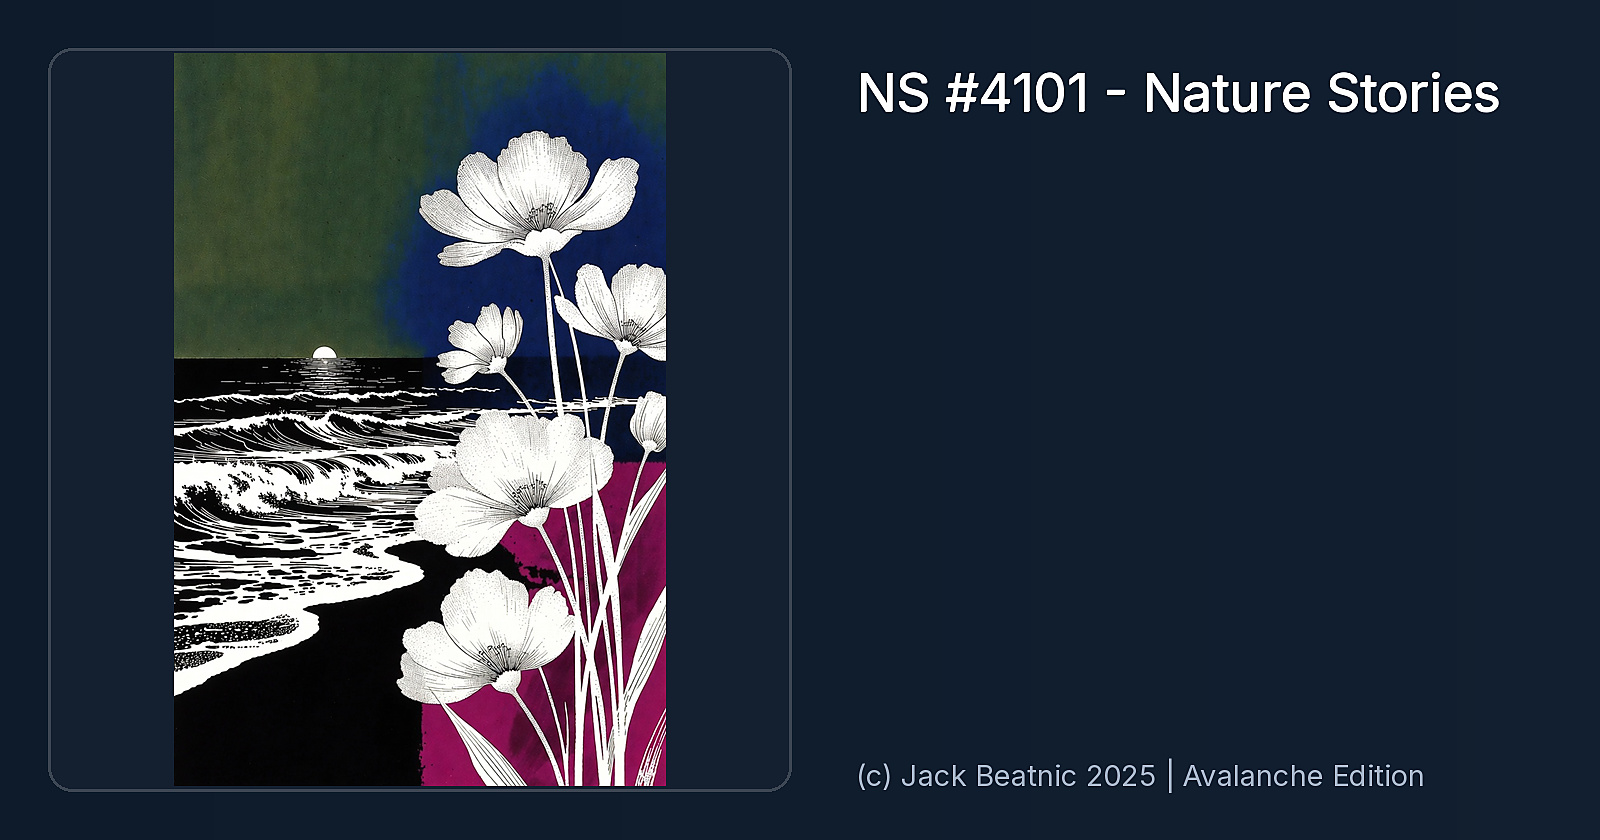 NS #4101 - Nature Stories
(c) Jack Beatnic 2025 | Avalanche Edition